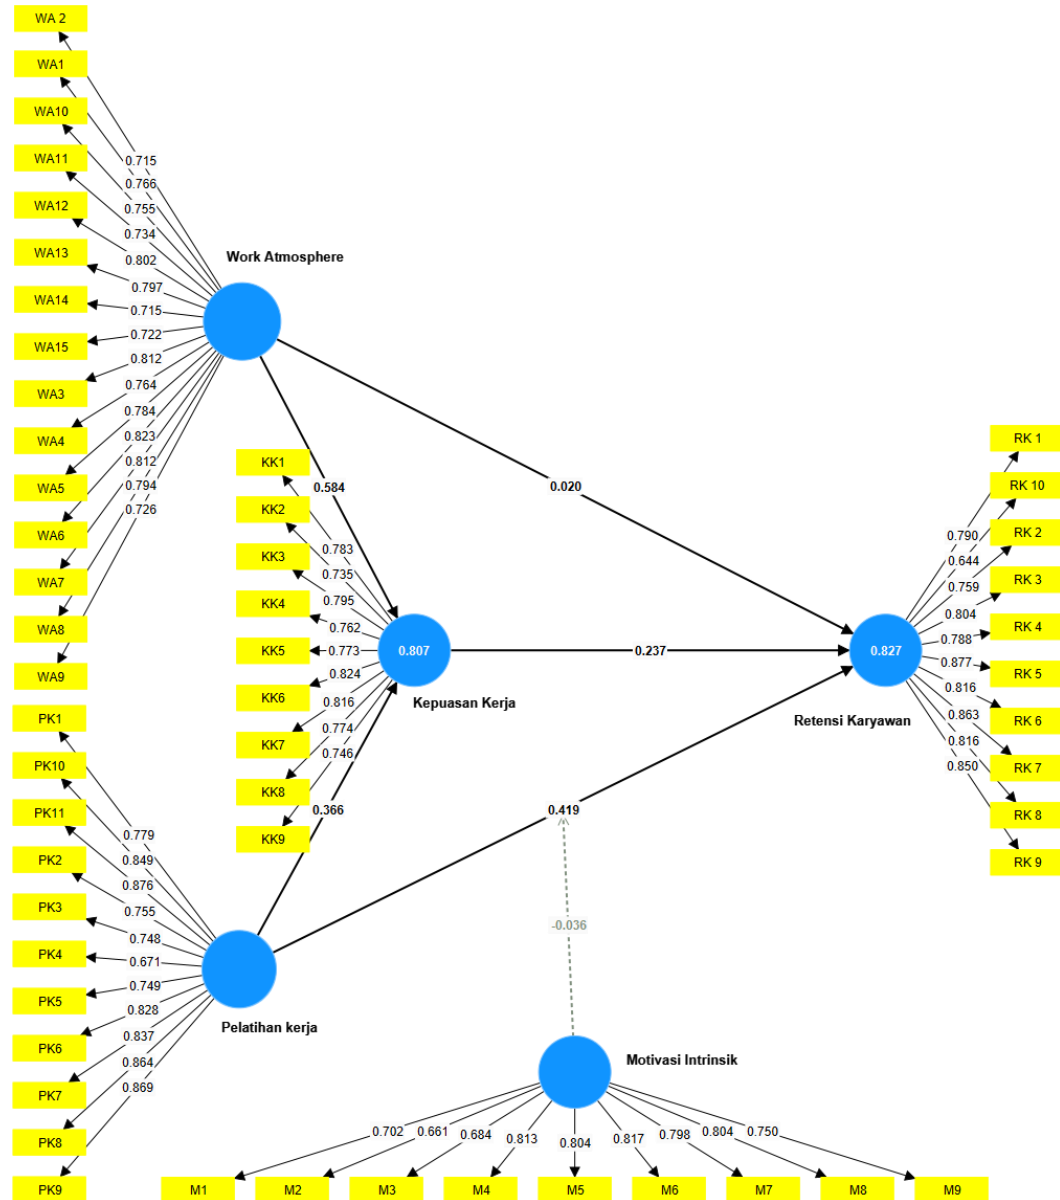 WA 2
WA1
WA10
WA11
WA12
WA13
WA14
WA15
WA3
WA4
WA5
WA6
WA7
WA8
WA9
0.715
0.766
0.755
0.734
0.802
0.797
0.715
0.722
0.812
0.764
0.784
0.823
0.812
0.794
0.726
Work Atmosphere
PK1
PK10
PK11
PK2
PK3
PK4
PK5
PK6
PK7
PK8
PK9
0.779
0.849
0.876
0.755
0.748
0.671
0.749
0.828
0.837
0.864
0.869
Pelatihan kerja
KK1
KK2
KK3
KK4
KK5
KK6
KK7
KK8
KK9
0.783
0.735
0.795
0.762
0.773
0.824
0.816
0.774
0.746
0.807
Kepuasan Kerja
0.584
0.366
0.020
0.237
0.419
-0.036
0.827
Retensi Karyawan
RK 1
RK 10
RK 2
RK 3
RK 4
RK 5
RK 6
RK 7
RK 8
RK 9
0.790
0.644
0.759
0.804
0.788
0.877
0.816
0.863
0.816
0.850
Motivasi Intrinsik
0.702
0.661
0.684
0.813
0.804
0.817
0.798
0.804
0.750
M1
M2
M3
M4
M5
M6
M7
M8
M9